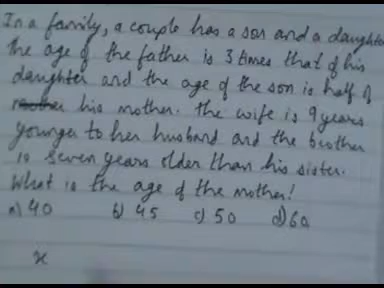 In a family, a couple has a son and a daughter
the age of the father is 3 times that of his
daughter and the age of the son is half of
his mother. The wife is 9 years
younger to her husband and the brother
is seven years older than his sister.
What is the age of the mother?
a) 40 b) 45 c) 50 d) 60
x